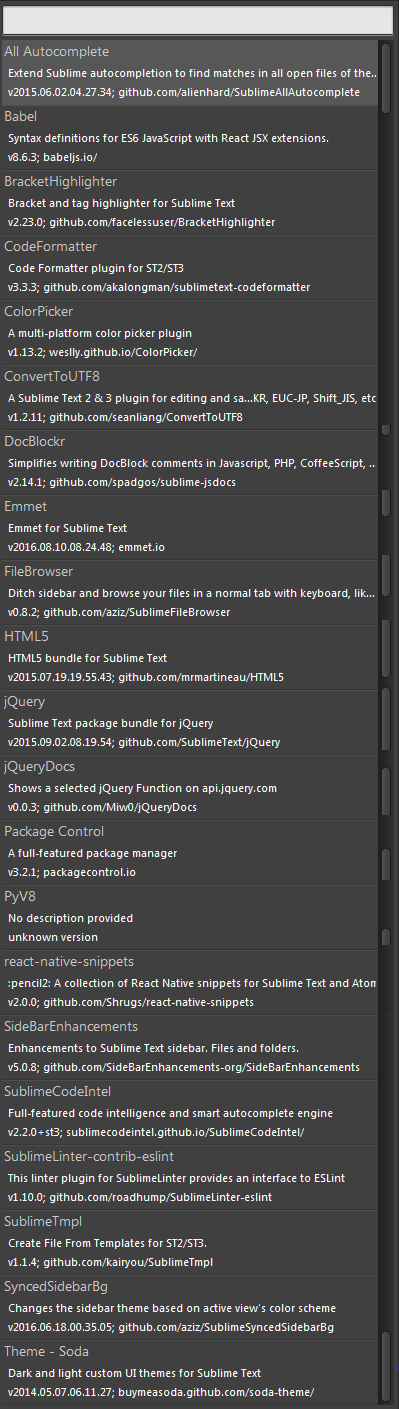 All Autocomplete
Extend Sublime autocompletion to find matches in all open files of the...
v2015.06.02.04.27.34; github.com/alienhard/SublimeAllAutocomplete
Babel
Syntax definitions for ES6 JavaScript with React JSX extensions.
v8.6.3; babeljs.io/
BracketHighlighter
Bracket and tag highlighter for Sublime Text
v2.23.0; github.com/facelessuser/BracketHighlighter
CodeFormatter
Code Formatter plugin for ST2/ST3
v3.3.3; github.com/akalongman/sublimetext-codeformatter
ColorPicker
A multi-platform color picker plugin
v1.13.2; weslly.github.io/ColorPicker/
ConvertToUTF8
A Sublime Text 2 & 3 plugin for editing and sa...KR, EUC-JP, Shift_JIS, etc
v1.2.11; github.com/seanliang/ConvertToUTF8
DocBlockr
Simplifies writing DocBlock comments in Javascript, PHP, CoffeeScript, ...
v2.14.1; github.com/spadgos/sublime-jsdocs
Emmet
Emmet for Sublime Text
v2016.08.10.08.24.48; emmet.io
FileBrowser
Ditch sidebar and browse your files in a normal tab with keyboard, lik...
v0.8.2; github.com/aziz/SublimeFileBrowser
HTML5
HTML5 bundle for Sublime Text
v2015.07.19.19.55.43; github.com/mrmartineau/HTML5
jQuery
Sublime Text package bundle for jQuery
v2015.09.02.08.19.54; github.com/SublimeText/jQuery
jQueryDocs
Shows a selected jQuery Function on api.jquery.com
v0.0.3; github.com/Miw0/jQueryDocs
Package Control
A full-featured package manager
v3.2.1; packagecontrol.io
PyV8
No description provided
unknown version
react-native-snippets
:pencil2: A collection of React Native snippets for Sublime Text and Atom
v2.0.0; github.com/Shrugs/react-native-snippets
SideBarEnhancements
Enhancements to Sublime Text sidebar. Files and folders.
v5.0.8; github.com/SideBarEnhancements-org/SideBarEnhancements
SublimeCodeIntel
Full-featured code intelligence and smart autocomplete engine
v2.2.0+st3; sublimecodeintel.github.io/SublimeCodeIntel/
SublimeLinter-contrib-eslint
This linter plugin for SublimeLinter provides an interface to ESLint
v1.10.0; github.com/roadhump/SublimeLinter-eslint
SublimeTmpl
Create File From Templates for ST2/ST3.
v1.1.4; github.com/kairyou/SublimeTmpl
SyncedSidebarBg
Changes the sidebar theme based on active view's color scheme
v2016.06.18.00.35.05; github.com/aziz/SublimeSyncedSidebarBg
Theme - Soda
Dark and light custom UI themes for Sublime Text
v2014.05.07.06.11.27; buymeasoda.github.com/soda-theme/